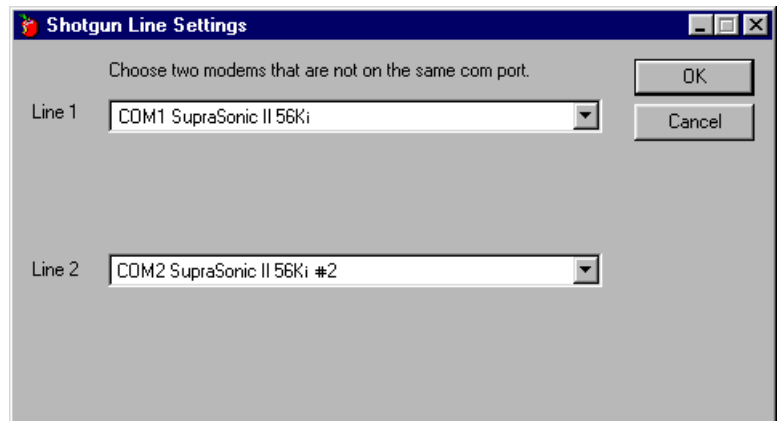 Shotgun Line Settings
Choose two modems that are not on the same com port.
OK
Line 1
COM1 SupraSonic II 56Ki
Cancel
Line 2
COM2 SupraSonic II 56Ki #2